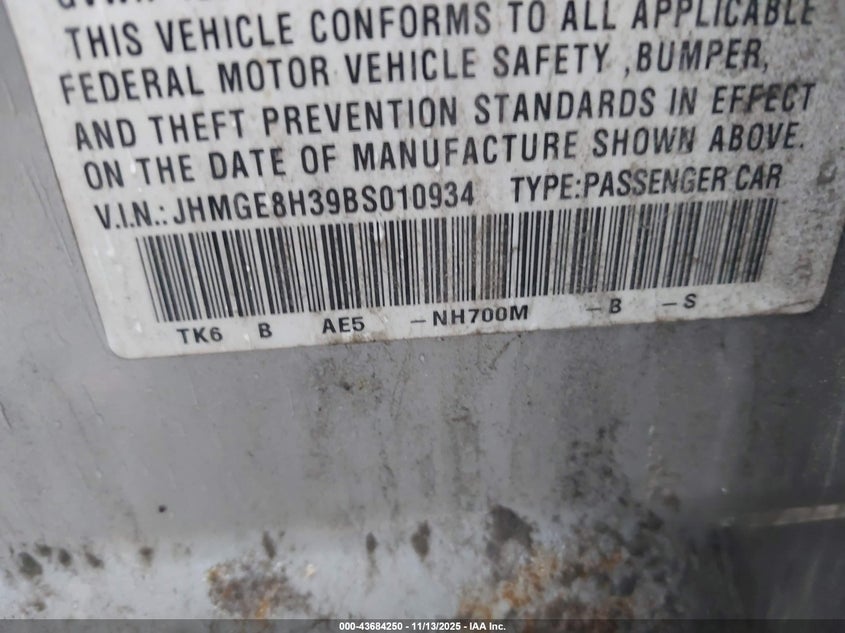 THIS VEHICLE CONFORMS TO ALL APPLICABLE
FEDERAL MOTOR VEHICLE SAFETY ,BUMPER,
AND THEFT PREVENTION STANDARDS IN EFFECT
ON THE DATE OF MANUFACTURE SHOWN ABOVE.
V.I.N.: JHMGE8H39BS010934 TYPE:PASSENGER CAR
TK6 B AE5 -NH700M -B -S
000-43684250 - 11/13/2025 - IAA Inc.